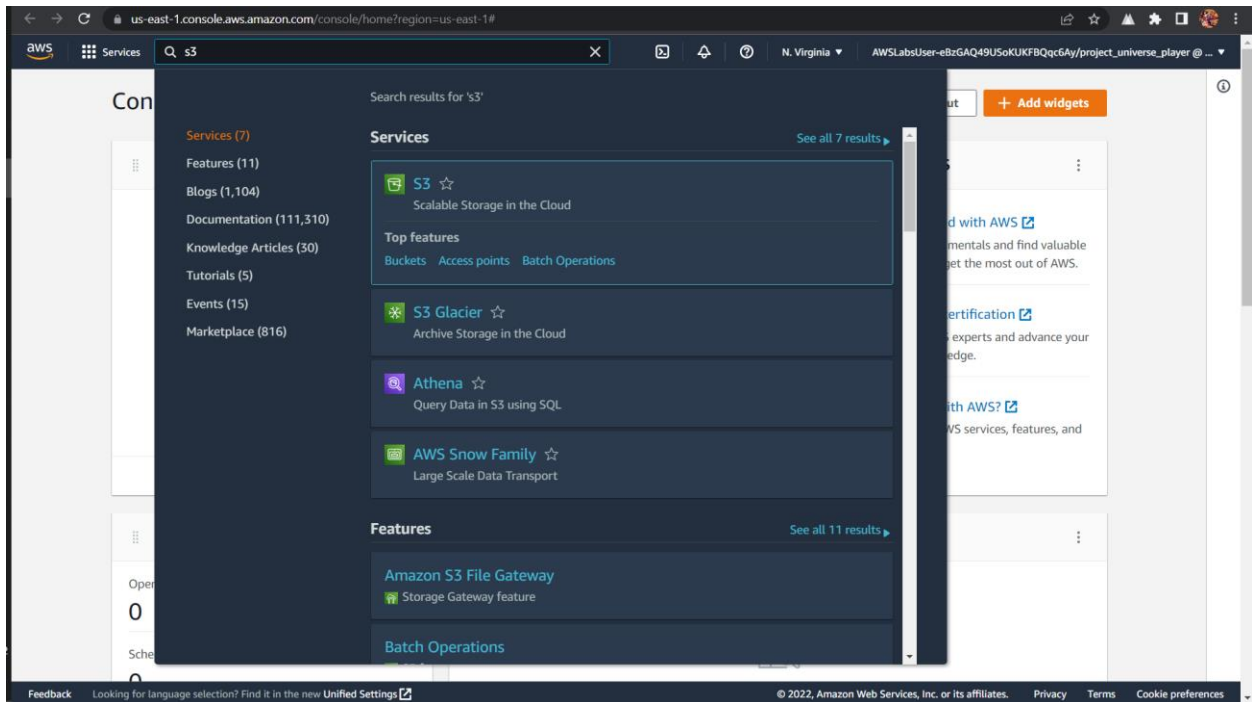 us-east-1.console.aws.amazon.com/console/home?region=us-east-1#
aws Services s3 N. Virginia ▼ AWSLabsUser-eBzGAQ49USoKUKFBQqc6Ay/project_universe_player @ ... ▼
Con
Search results for 's3'
ut + Add widgets
Services (7)
Features (11)
Blogs (1,104)
Documentation (111,310)
Knowledge Articles (30)
Tutorials (5)
Events (15)
Marketplace (816)
Services See all 7 results
S3
Scalable Storage in the Cloud
Top features
Buckets Access points Batch Operations
S3 Glacier
Archive Storage in the Cloud
Athena
Query Data in S3 using SQL
AWS Snow Family
Large Scale Data Transport
Features See all 11 results
Amazon S3 File Gateway
Storage Gateway feature
Batch Operations
d with AWS
mentals and find valuable
get the most out of AWS.
ertification
experts and advance your
edge.
ith AWS?
WS services, features, and
Oper
0
Sche
Feedback Looking for language selection? Find it in the new Unified Settings © 2022, Amazon Web Services, Inc. or its affiliates. Privacy Terms Cookie preferences